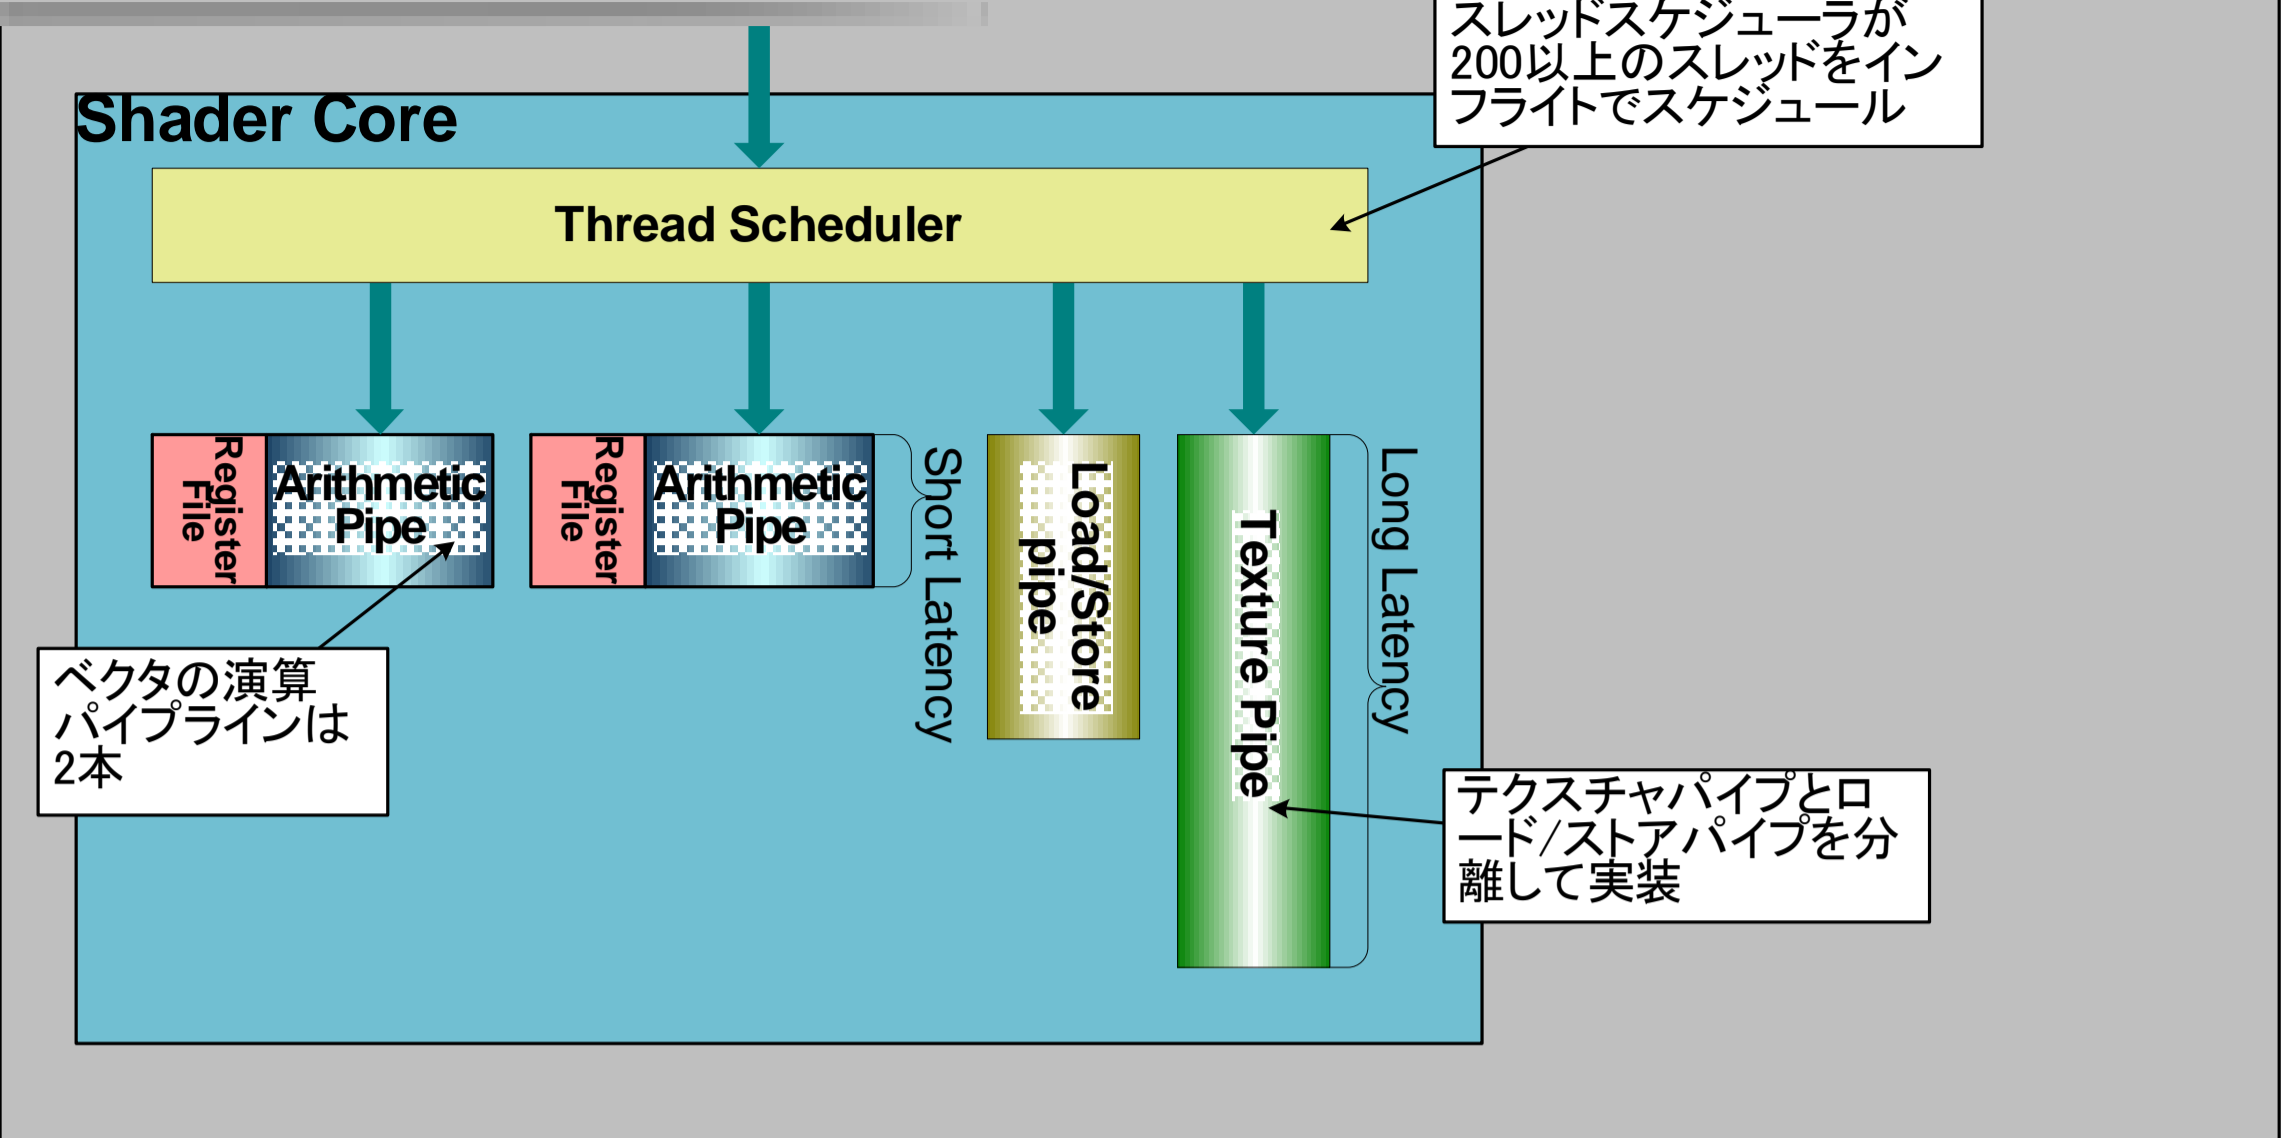 スレッドスケジューラが
200以上のスレッドをイン
フライトでスケジュール
Shader Core
Thread Scheduler
Register
File
Arithmetic
Pipe
Register
File
Arithmetic
Pipe
Short Latency
Load/Store
pipe
Texture Pipe
Long Latency
ベクタの演算
パイプラインは
2本
テクスチャパイプとロ
ード/ストアパイプを分
離して実装